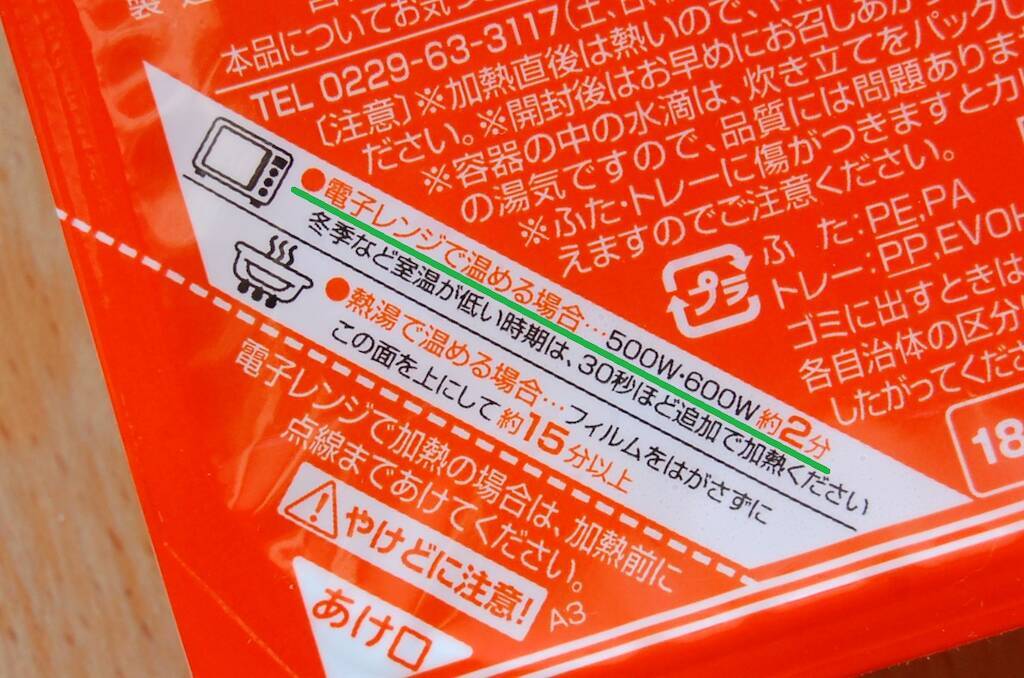 本品についてお気づ
TEL 0229-63-3117(土、日、
〔注意〕※加熱直後は熱いので、
ださい。※開封後はお早めにお召しあが
※容器の中の水滴は、炊き立てをパックし
の湯気ですので、品質には問題ありま
※ふた・トレーに傷がつきますとカ
えますのでご注意ください。
プラ
ふ た:PE,PA
トレー:PP,EVOH
ゴミに出すときは
各自治体の区分
したがってくださ
18
●電子レンジで温める場合…500W・600W約2分
冬季など室温が低い時期は、30秒ほど追加で加熱ください
●熱湯で温める場合…フィルムをはがさずに
この面を上にして約15分以上
電子レンジで加熱の場合は、加熱前に
点線まであけてください。
やけどに注意!
A3
あけ口